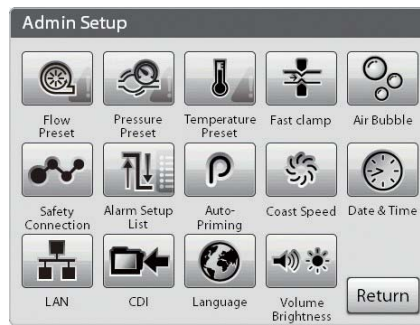 Admin Setup
Flow Preset
Pressure Preset
Temperature Preset
Fast clamp
Air Bubble
Safety Connection
Alarm Setup List
Auto-Priming
Coast Speed
Date & Time
LAN
CDI
Language
Volume Brightness
Return